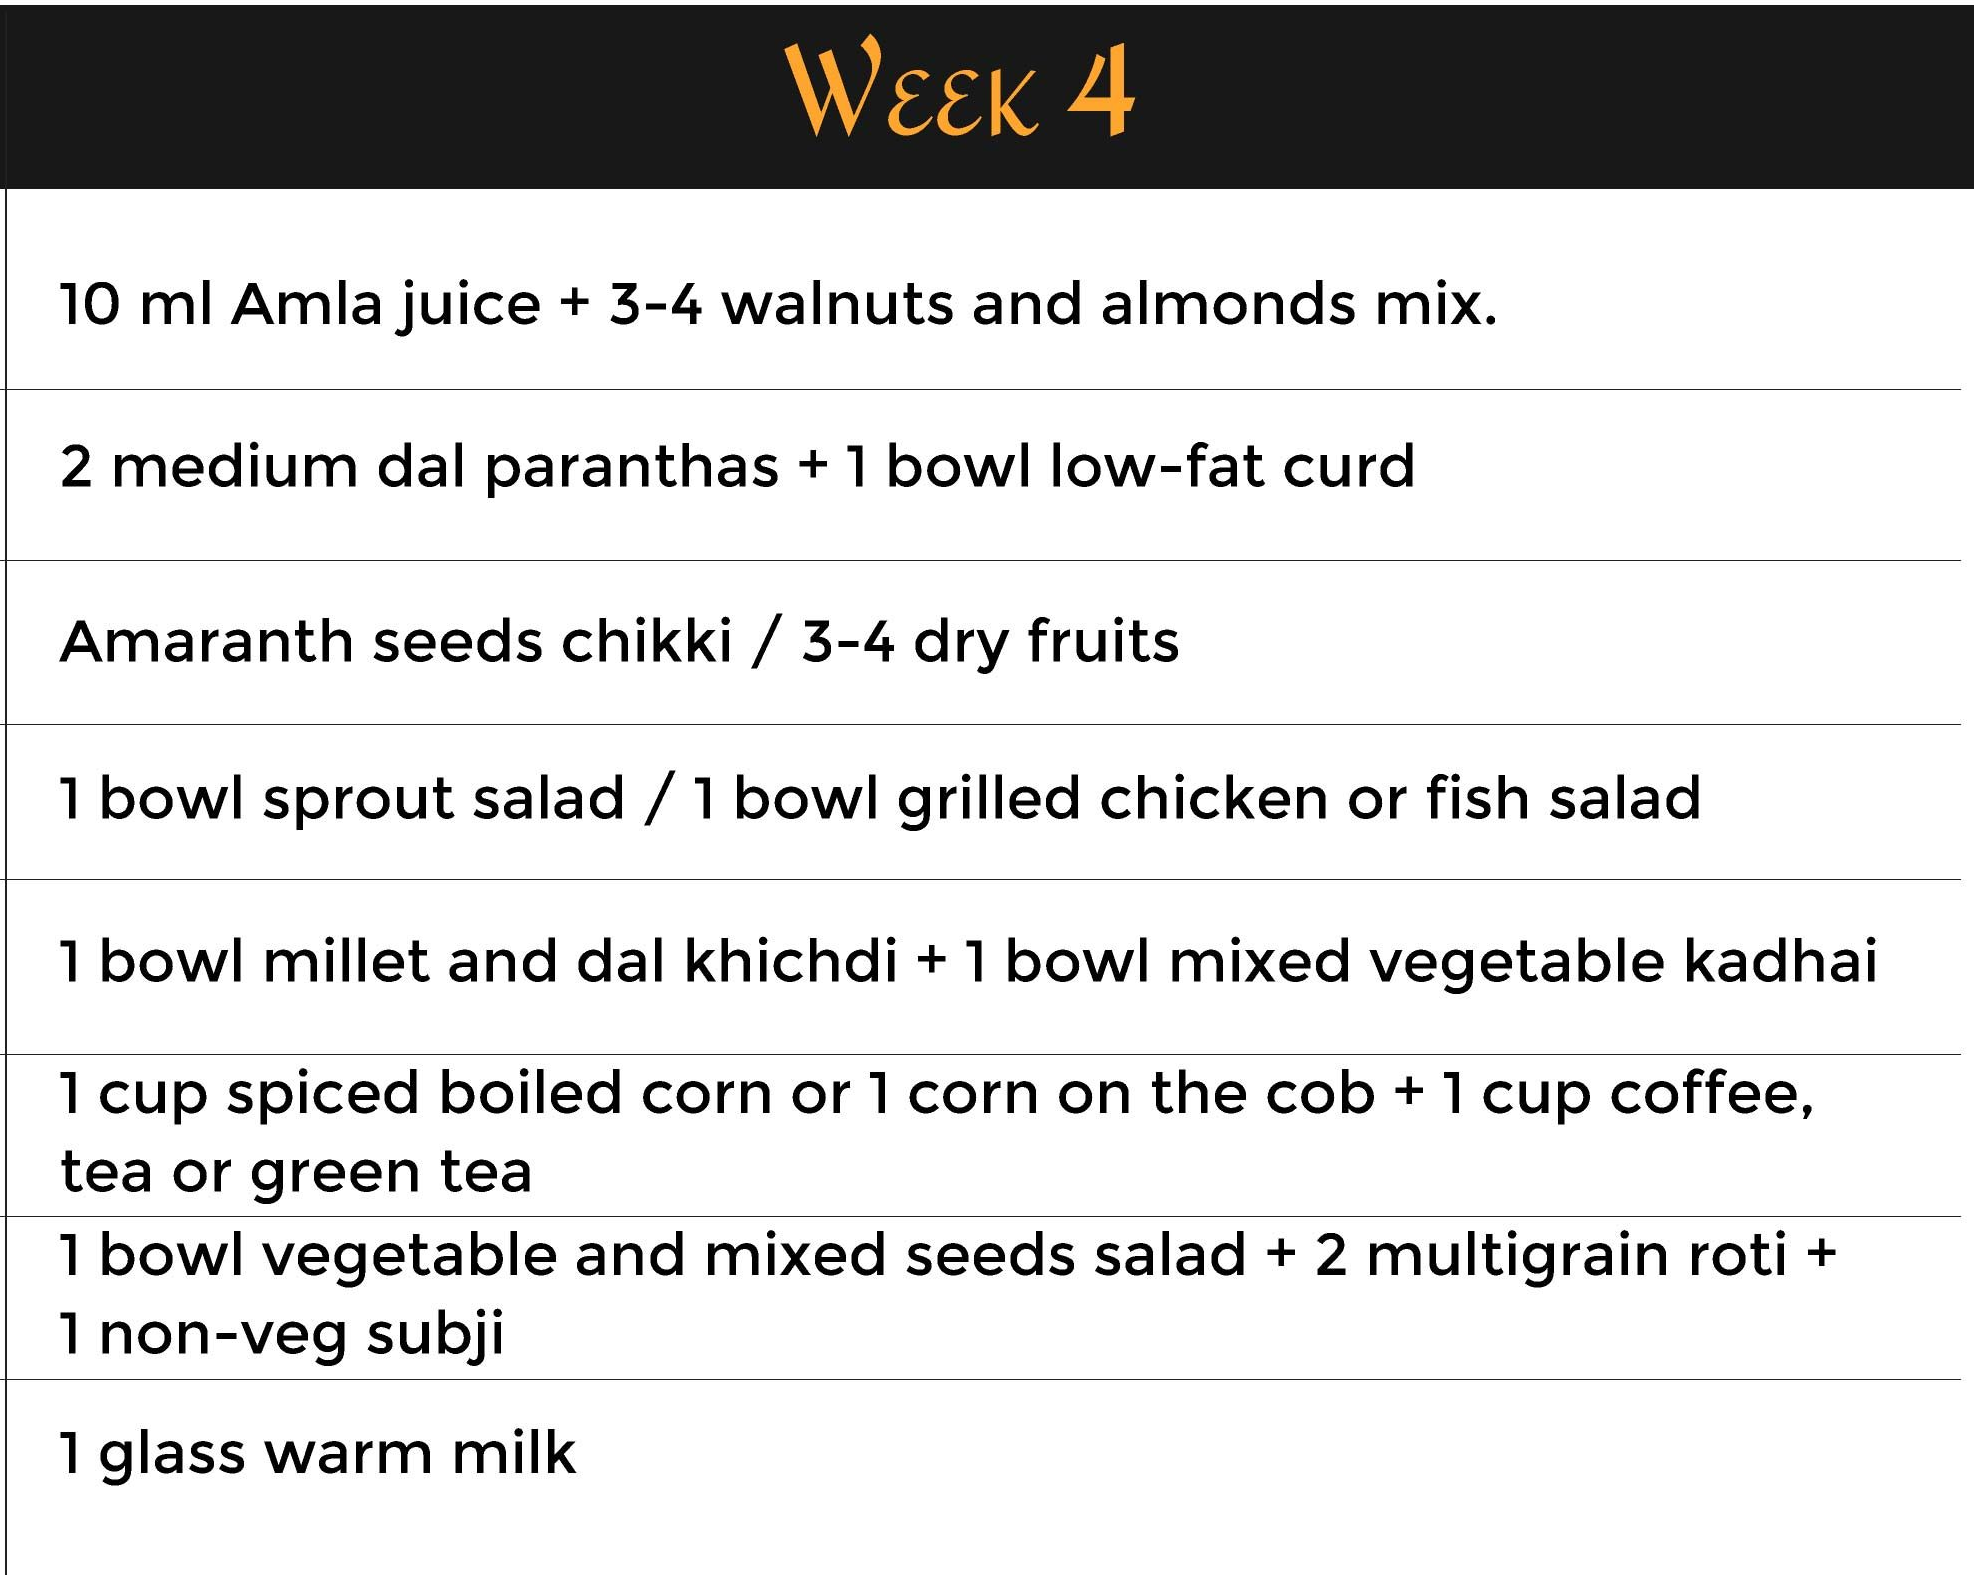 Week 4
10 ml Amla juice + 3-4 walnuts and almonds mix.
2 medium dal paranthas + 1 bowl low-fat curd
Amaranth seeds chikki / 3-4 dry fruits
1 bowl sprout salad / 1 bowl grilled chicken or fish salad
1 bowl millet and dal khichdi + 1 bowl mixed vegetable kadhai
1 cup spiced boiled corn or 1 corn on the cob + 1 cup coffee,
tea or green tea
1 bowl vegetable and mixed seeds salad + 2 multigrain roti +
1 non-veg subji
1 glass warm milk